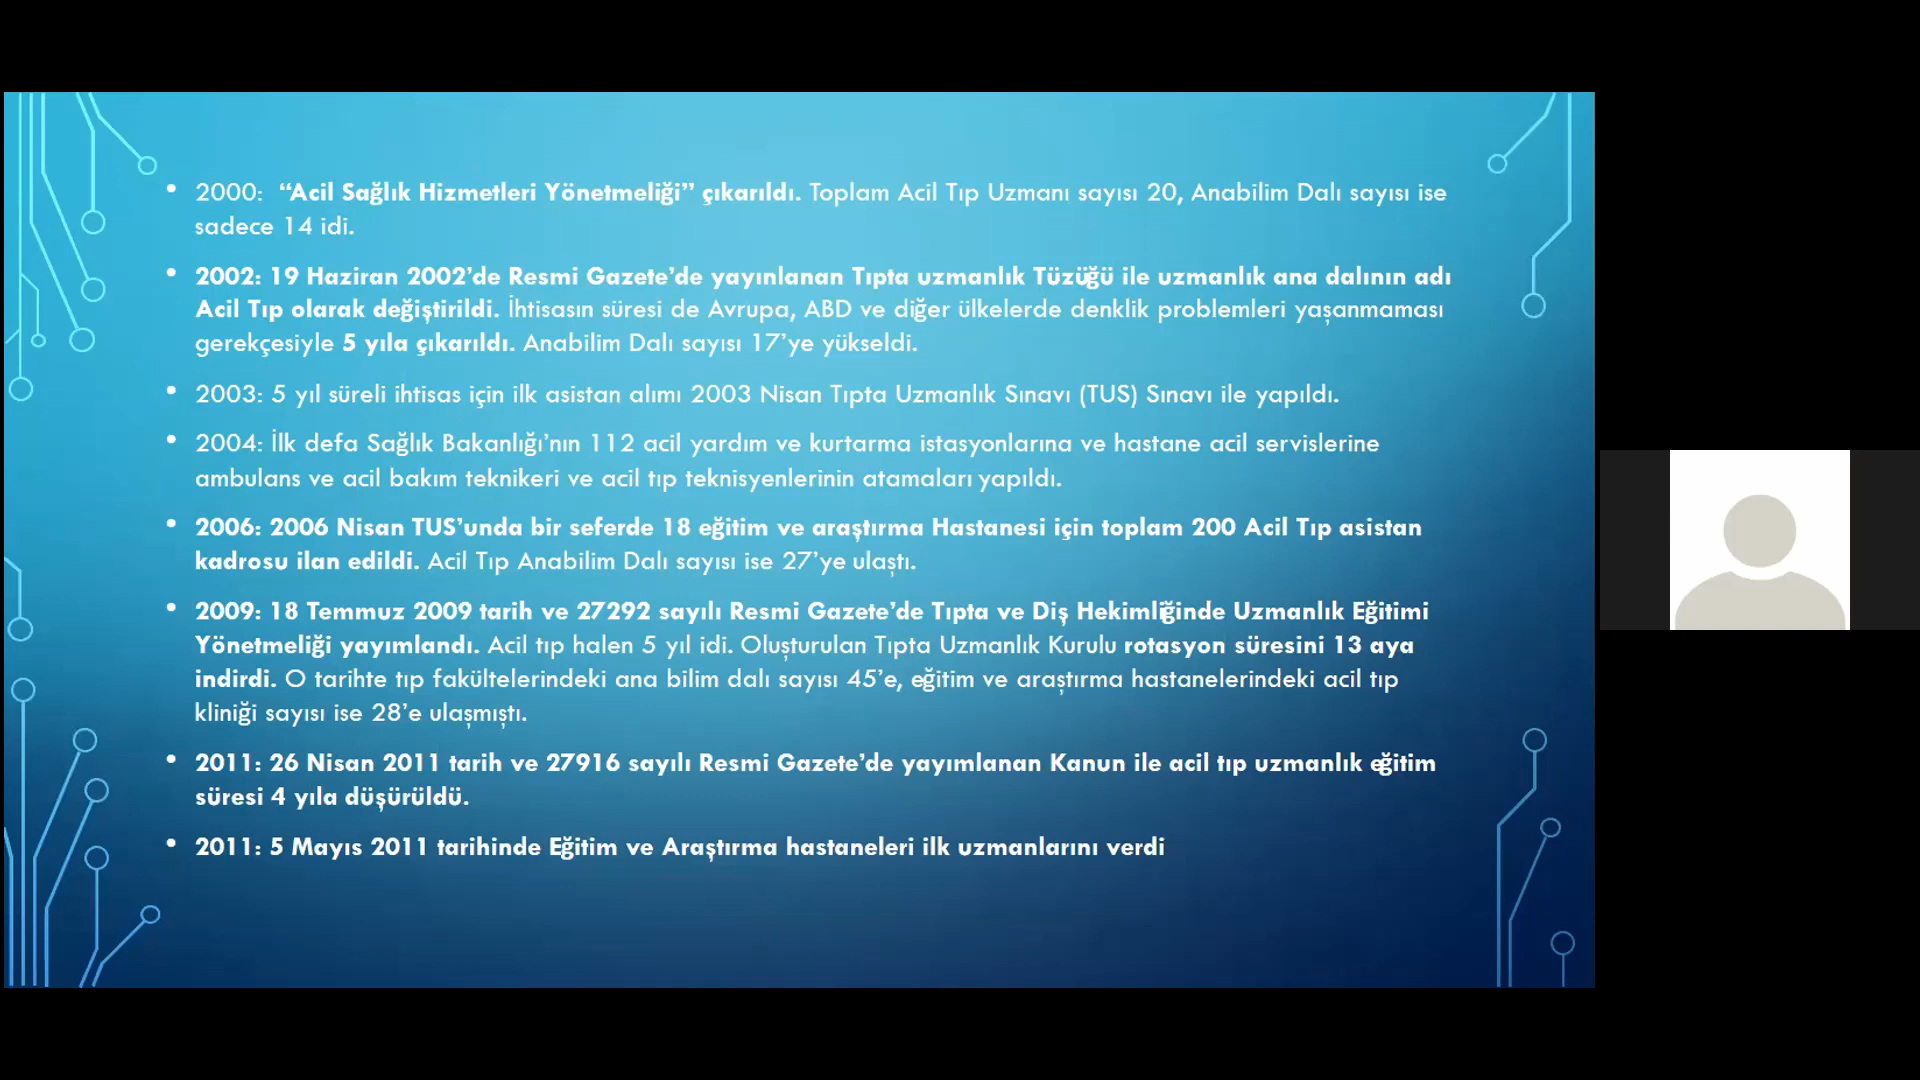 • 2000:  “Acil Sağlık Hizmetleri Yönetmeliği” çıkarıldı. Toplam Acil Tıp Uzmanı sayısı 20, Anabilim Dalı sayısı ise
sadece 14 idi.
• 2002: 19 Haziran 2002’de Resmi Gazete’de yayınlanan Tıpta uzmanlık Tüzüğü ile uzmanlık ana dalının adı
Acil Tıp olarak değiştirildi. İhtisasın süresi de Avrupa, ABD ve diğer ülkelerde denklik problemleri yaşanmaması
gerekçesiyle 5 yıla çıkarıldı. Anabilim Dalı sayısı 17’ye yükseldi.
• 2003: 5 yıl süreli ihtisas için ilk asistan alımı 2003 Nisan Tıpta Uzmanlık Sınavı (TUS) Sınavı ile yapıldı.
• 2004: İlk defa Sağlık Bakanlığı’nın 112 acil yardım ve kurtarma istasyonlarına ve hastane acil servislerine
ambulans ve acil bakım teknikeri ve acil tıp teknisyenlerinin atamaları yapıldı.
• 2006: 2006 Nisan TUS’unda bir seferde 18 eğitim ve araştırma Hastanesi için toplam 200 Acil Tıp asistan
kadrosu ilan edildi. Acil Tıp Anabilim Dalı sayısı ise 27’ye ulaştı.
• 2009: 18 Temmuz 2009 tarih ve 27292 sayılı Resmi Gazete’de Tıpta ve Diş Hekimliğinde Uzmanlık Eğitimi
Yönetmeliği yayımlandı. Acil tıp halen 5 yıl idi. Oluşturulan Tıpta Uzmanlık Kurulu rotasyon süresini 13 aya
indirdi. O tarihte tıp fakültelerindeki ana bilim dalı sayısı 45’e, eğitim ve araştırma hastanelerindeki acil tıp
kliniği sayısı ise 28’e ulaşmıştı.
• 2011: 26 Nisan 2011 tarih ve 27916 sayılı Resmi Gazete’de yayımlanan Kanun ile acil tıp uzmanlık eğitim
süresi 4 yıla düşürüldü.
• 2011: 5 Mayıs 2011 tarihinde Eğitim ve Araştırma hastaneleri ilk uzmanlarını verdi